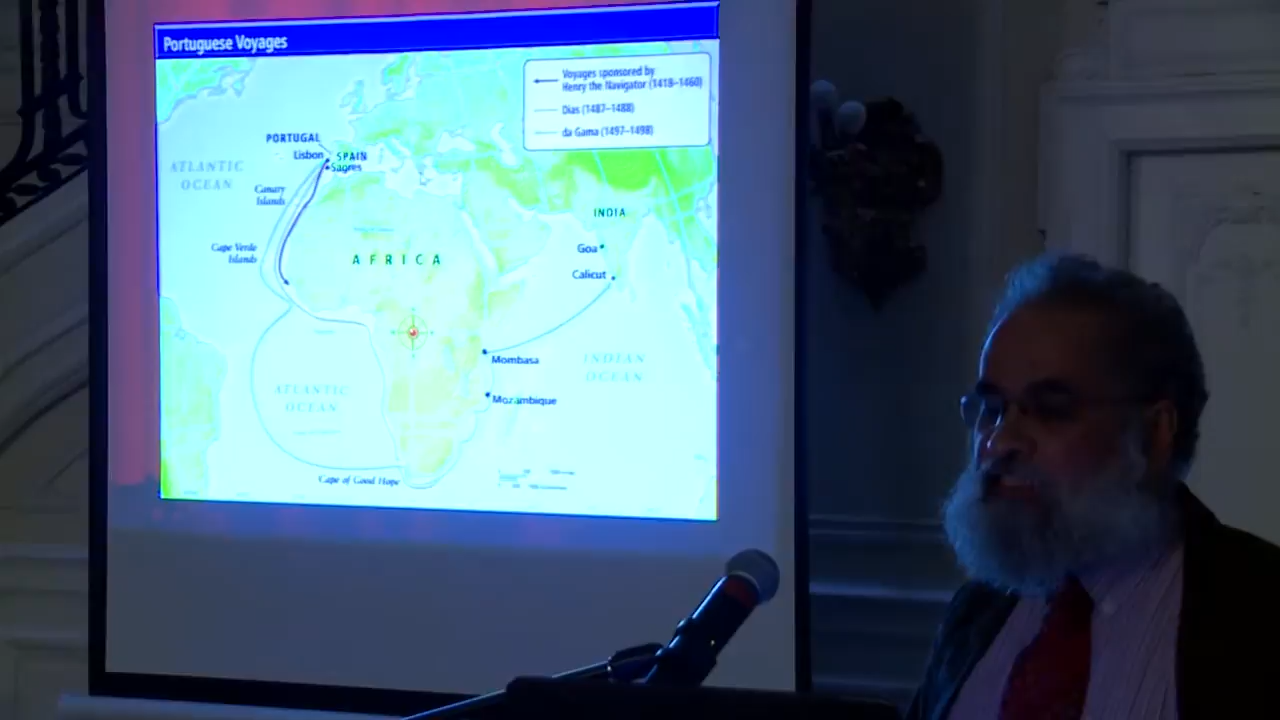 Portuguese Voyages
Voyages sponsored by
Henry the Navigator (1418–1460)
Dias (1487–1488)
da Gama (1497–1498)
PORTUGAL
Lisbon
SPAIN
Sagres
ATLANTIC
OCEAN
Canary
Islands
INDIA
Cape Verde
Islands
AFRICA
Goa
Calicut
Mombasa
INDIAN
OCEAN
ATLANTIC
OCEAN
Mozambique
Cape of Good Hope